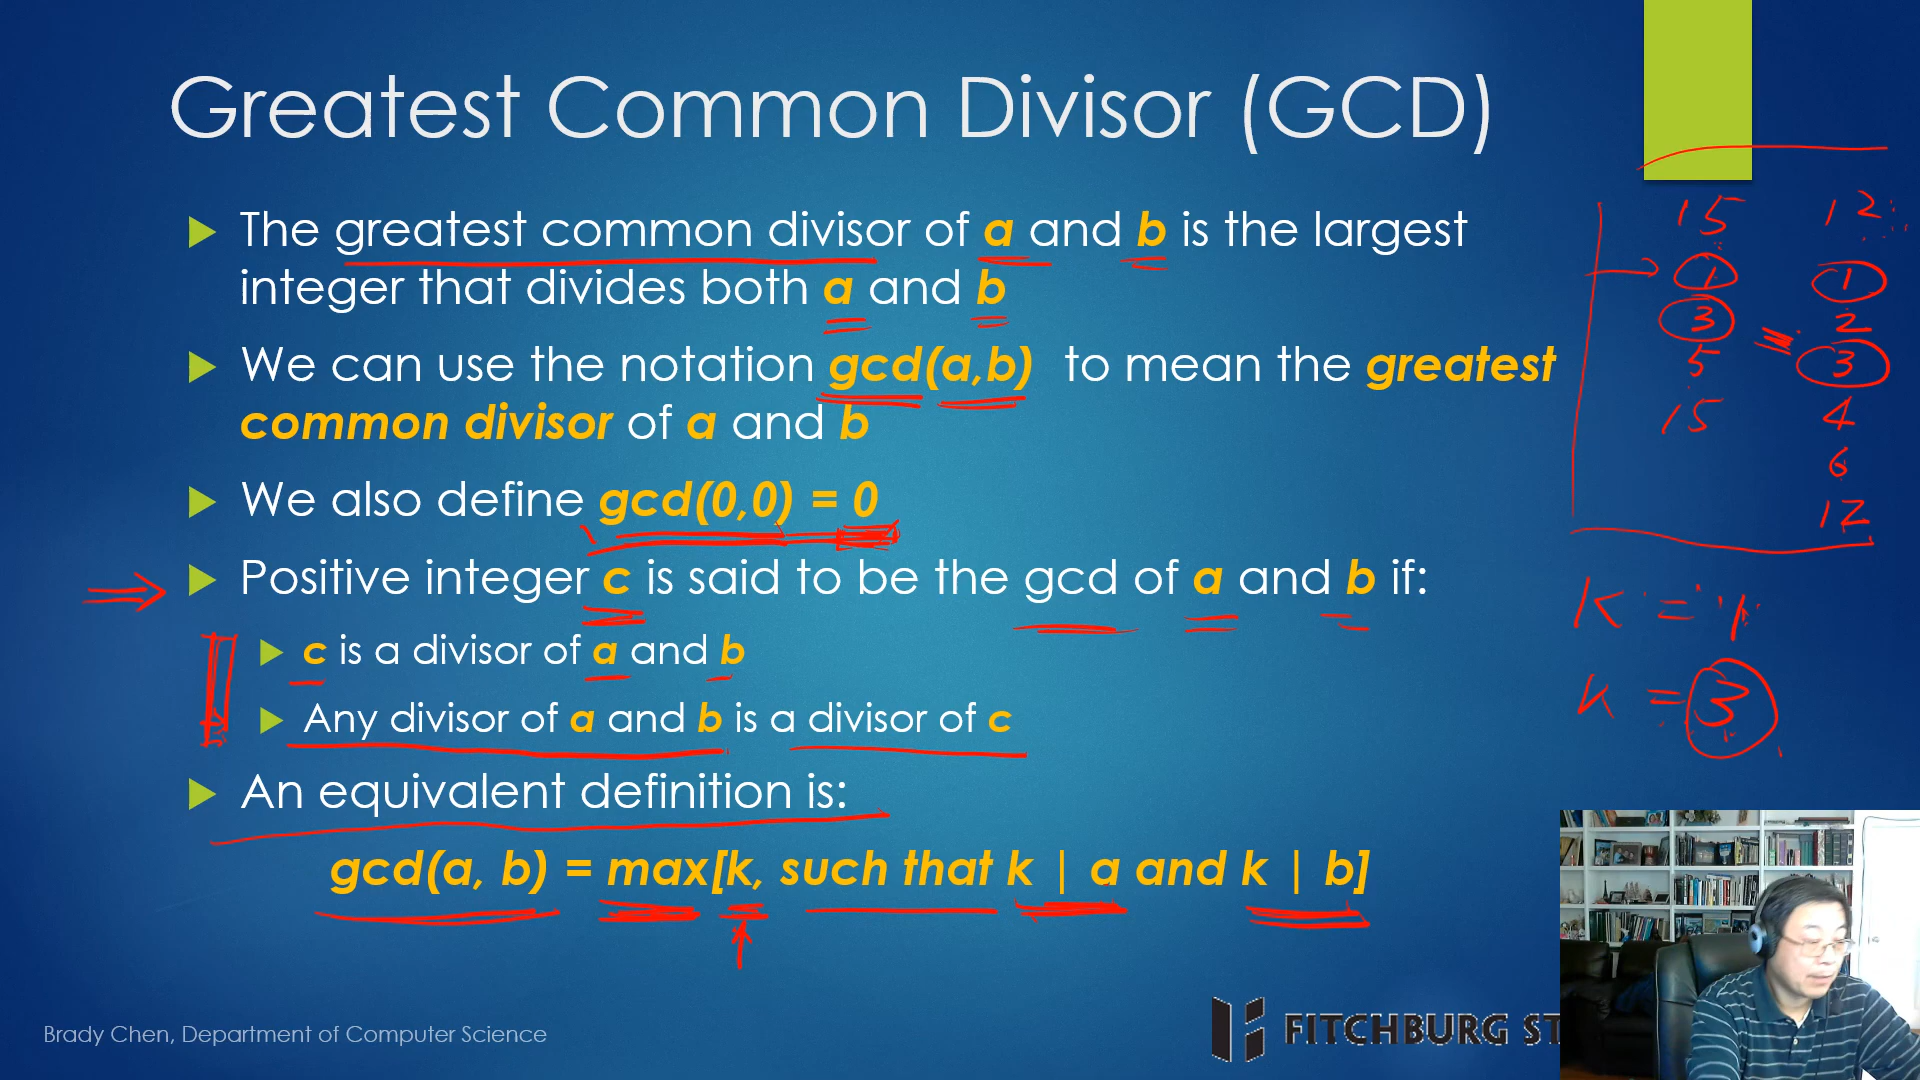 Greatest Common Divisor (GCD)
The greatest common divisor of a and b is the largest
integer that divides both a and b
We can use the notation gcd(a,b) to mean the greatest
common divisor of a and b
We also define gcd(0,0) = 0
Positive integer c is said to be the gcd of a and b if:
c is a divisor of a and b
Any divisor of a and b is a divisor of c
An equivalent definition is:
gcd(a, b) = max[k, such that k | a and k | b]
15 12
1 1
3 2
5 3
15 4
6
12
K = 1
K = 3
Brady Chen, Department of Computer Science
FITCHBURG ST